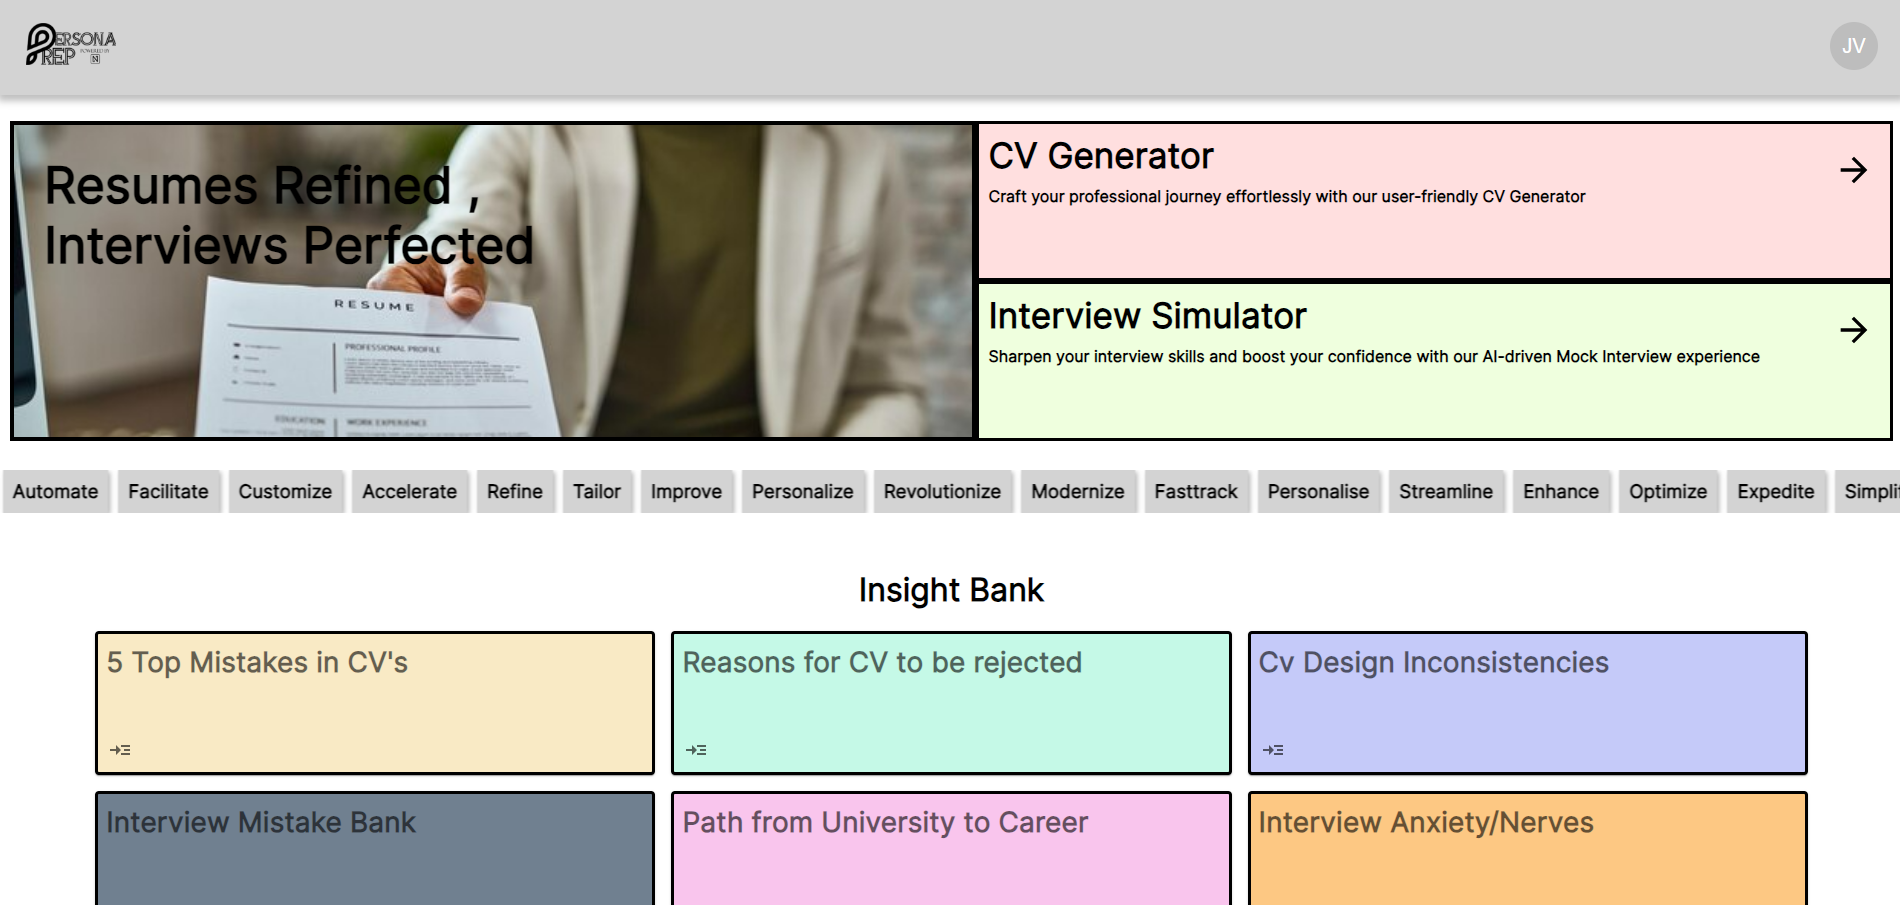 PERSONA
PREP
POWERED BY
N
JV
Resumes Refined ,
Interviews Perfected
RESUME
PROFESSIONAL PROFILE
EDUCATION
WORK EXPERIENCE
CV Generator
Craft your professional journey effortlessly with our user-friendly CV Generator
Interview Simulator
Sharpen your interview skills and boost your confidence with our AI-driven Mock Interview experience
Automate Facilitate Customize Accelerate Refine Tailor Improve Personalize Revolutionize Modernize Fasttrack Personalise Streamline Enhance Optimize Expedite Simplif
Insight Bank
5 Top Mistakes in CV's
Reasons for CV to be rejected
Cv Design Inconsistencies
Interview Mistake Bank
Path from University to Career
Interview Anxiety/Nerves